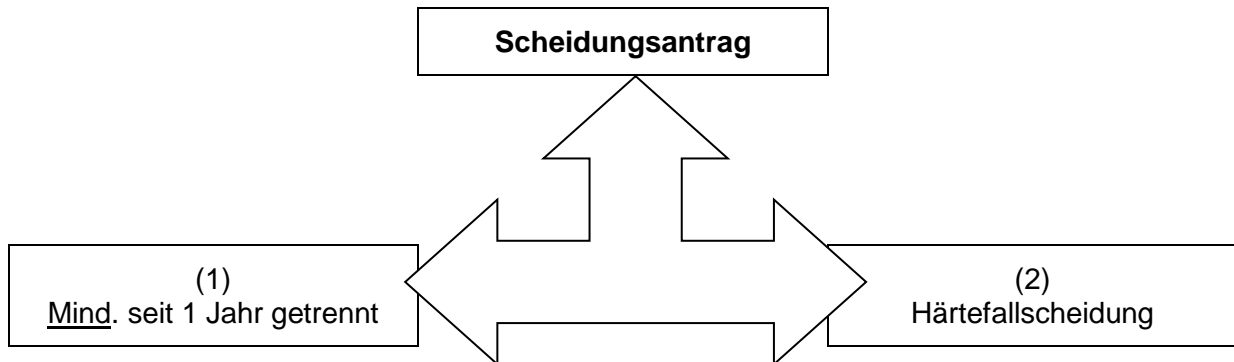 Scheidungsantrag
(1)
Mind. seit 1 Jahr getrennt
(2)
Härtefallscheidung